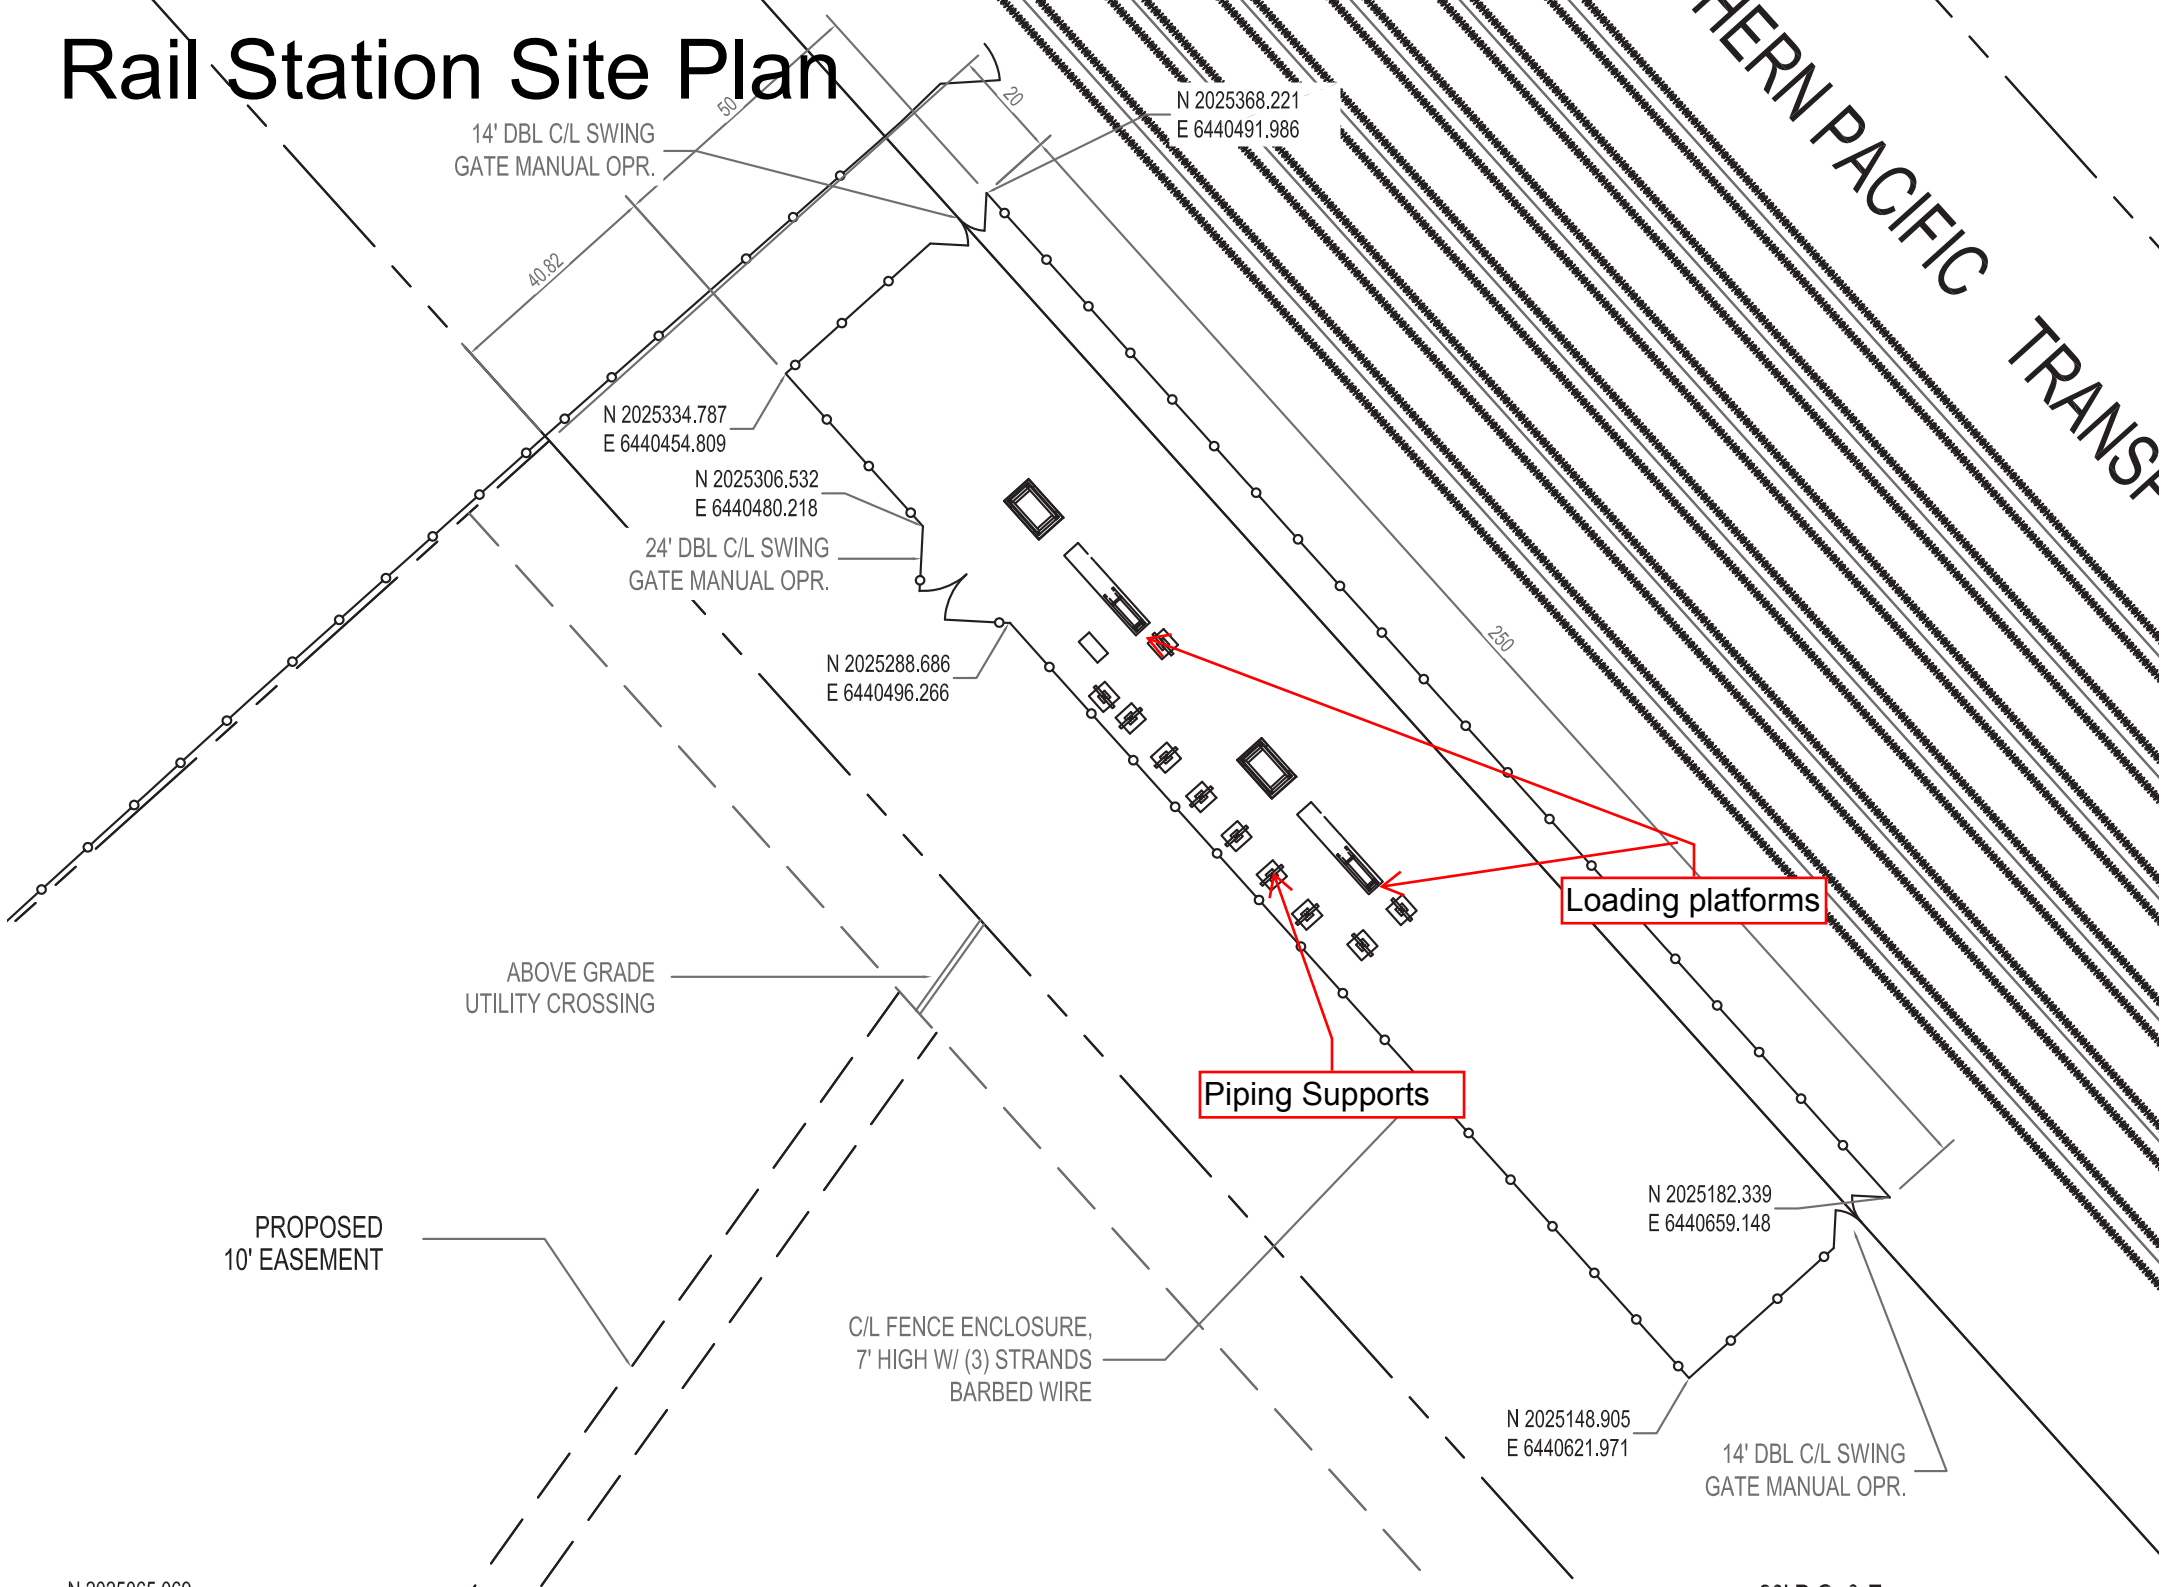 Rail Station Site Plan
HERN PACIFIC TRANSP
50
20
14' DBL C/L SWING
GATE MANUAL OPR.
N 2025368.221
E 6440491.986
40.82
N 2025334.787
E 6440454.809
N 2025306.532
E 6440480.218
24' DBL C/L SWING
GATE MANUAL OPR.
N 2025288.686
E 6440496.266
250
Loading platforms
ABOVE GRADE
UTILITY CROSSING
Piping Supports
PROPOSED
10' EASEMENT
N 2025182.339
E 6440659.148
C/L FENCE ENCLOSURE,
7' HIGH W/ (3) STRANDS
BARBED WIRE
N 2025148.905
E 6440621.971
14' DBL C/L SWING
GATE MANUAL OPR.